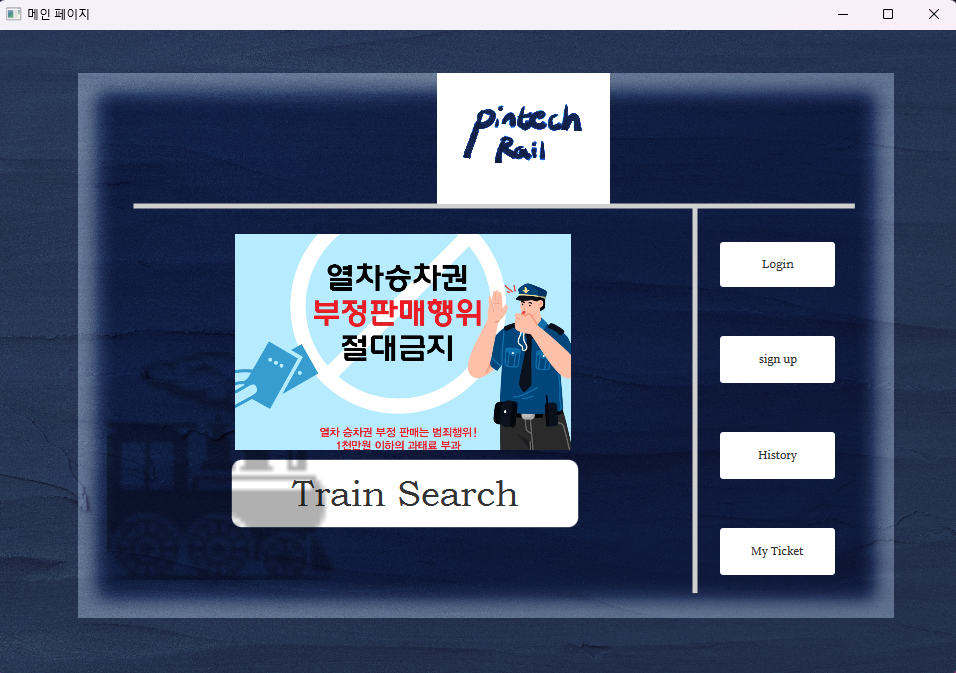 메인 페이지
pintech
Rail
열차승차권
부정판매행위
절대금지
열차 승차권 부정 판매는 범죄행위!
1천만원 이하의 과태료 부과
Train Search
Login
sign up
History
My Ticket